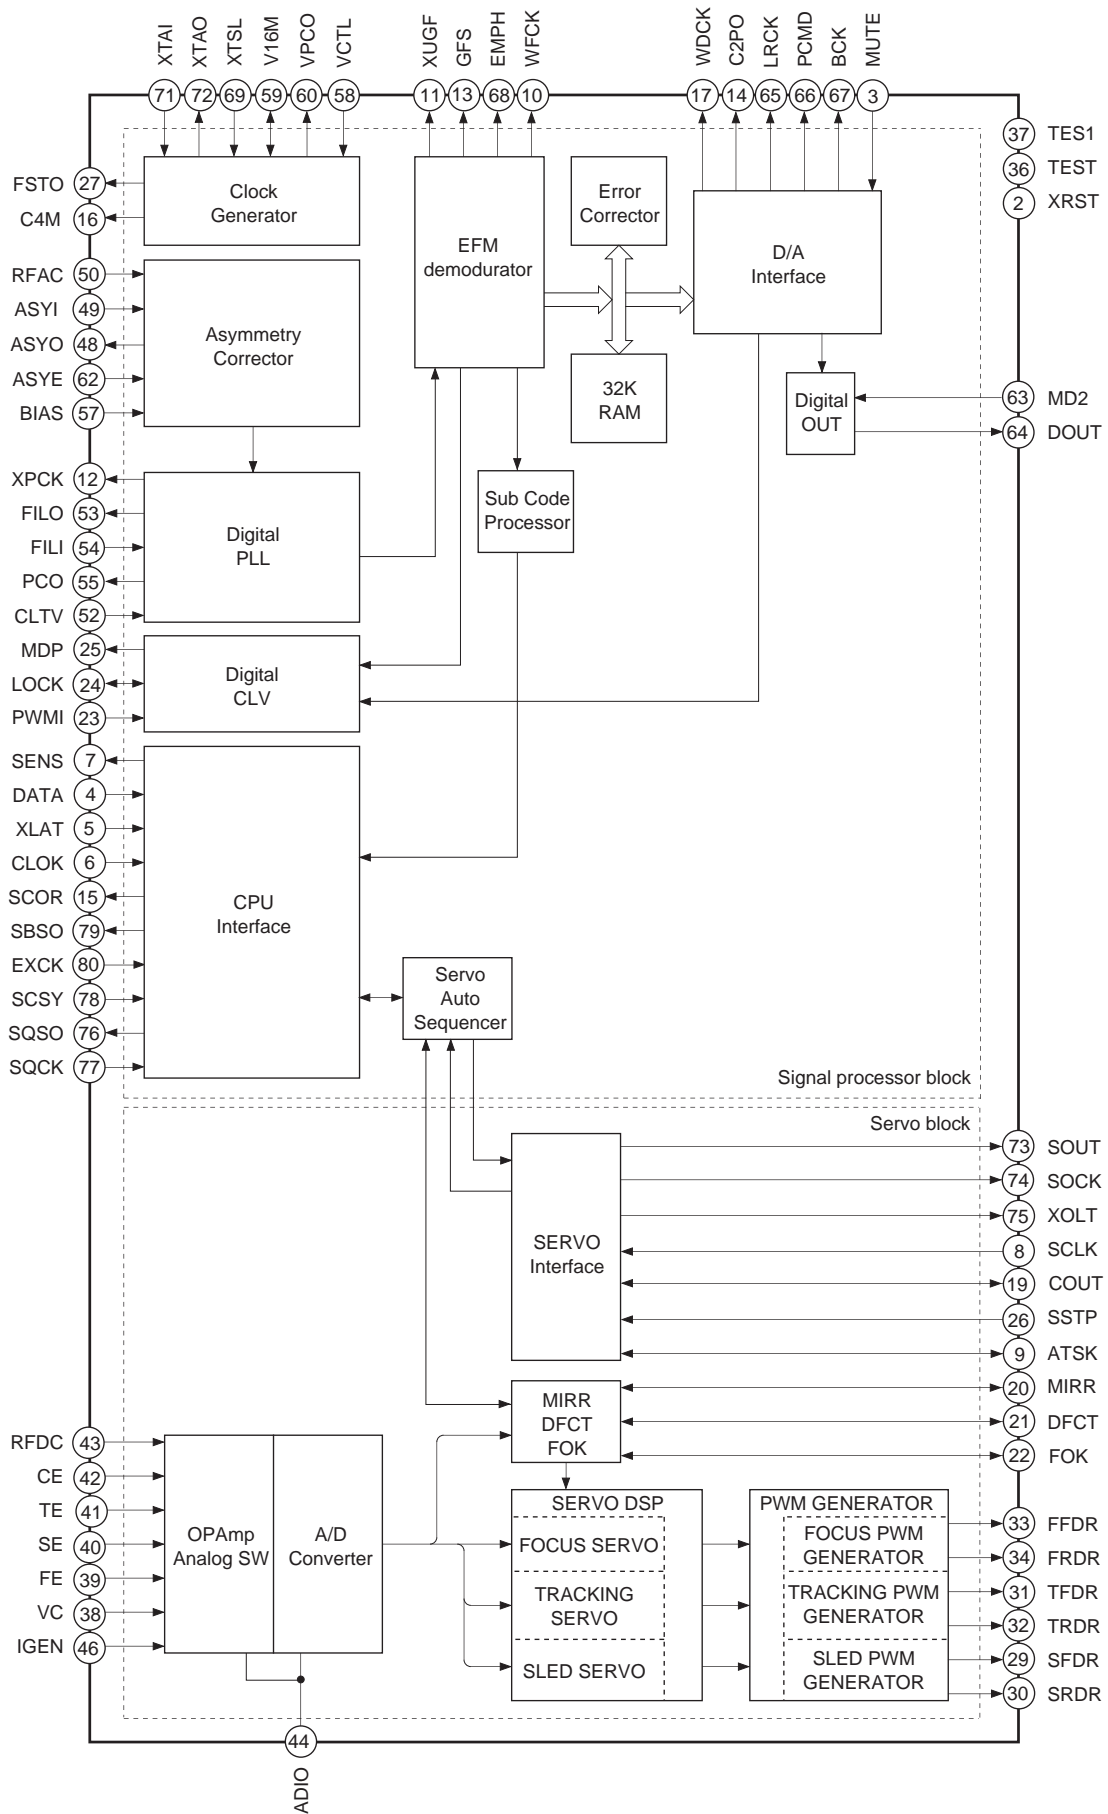 XTAI
XTAO
XTSL
V16M
VPCO
VCTL
XUGF
GFS
EMPH
WFCK
WDCK
C2PO
LRCK
PCMD
BCK
MUTE
71 72 69 59 60 58 11 13 68 10 17 14 65 66 67 3
37 TES1
36 TEST
2 XRST
FSTO 27
C4M 16
Clock
Generator
EFM
demodurator
Error
Corrector
D/A
Interface
RFAC 50
ASYI 49
ASYO 48
ASYE 62
BIAS 57
Asymmetry
Corrector
32K
RAM
Digital
OUT
63 MD2
64 DOUT
XPCK 12
FILO 53
FILI 54
PCO 55
CLTV 52
Digital
PLL
Sub Code
Processor
MDP 25
LOCK 24
PWMI 23
Digital
CLV
SENS 7
DATA 4
XLAT 5
CLOK 6
SCOR 15
SBSO 79
EXCK 80
SCSY 78
SQSO 76
SQCK 77
CPU
Interface
Servo
Auto
Sequencer
Signal processor block
Servo block
SERVO
Interface
73 SOUT
74 SOCK
75 XOLT
8 SCLK
19 COUT
26 SSTP
9 ATSK
MIRR
DFCT
FOK
20 MIRR
21 DFCT
22 FOK
RFDC 43
CE 42
TE 41
SE 40
FE 39
VC 38
IGEN 46
OPAmp
Analog SW
A/D
Converter
SERVO DSP
FOCUS SERVO
TRACKING
SERVO
SLED SERVO
PWM GENERATOR
FOCUS PWM
GENERATOR
TRACKING PWM
GENERATOR
SLED PWM
GENERATOR
33 FFDR
34 FRDR
31 TFDR
32 TRDR
29 SFDR
30 SRDR
44
ADIO